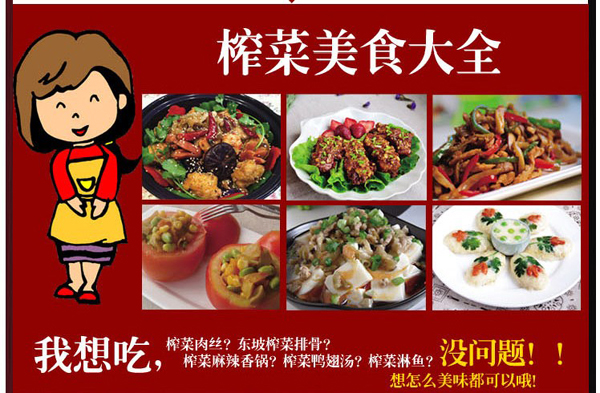 榨菜美食大全
我想吃，
榨菜肉丝？东坡榨菜排骨？
榨菜麻辣香锅？榨菜鸭翅汤？榨菜淋鱼？
没问题！！
想怎么美味都可以哦！